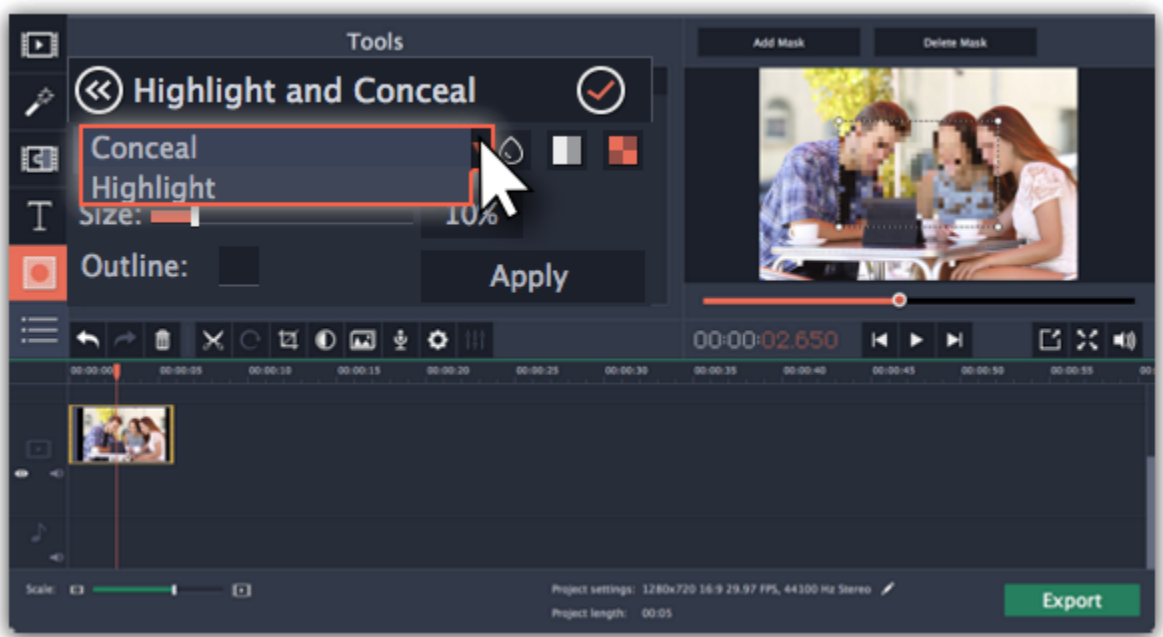 Tools
Add Mask Delete Mask
Highlight and Conceal
Conceal
Highlight
Size: 10%
Outline: Apply
00:00:02.650
00:00:00 00:00:05 00:00:10 00:00:15 00:00:20 00:00:25 00:00:30 00:00:35 00:00:40 00:00:45 00:00:50 00:00:55 00:
Scale:
Project settings: 1280x720 16:9 29.97 FPS, 44100 Hz Stereo
Project length: 00:05
Export